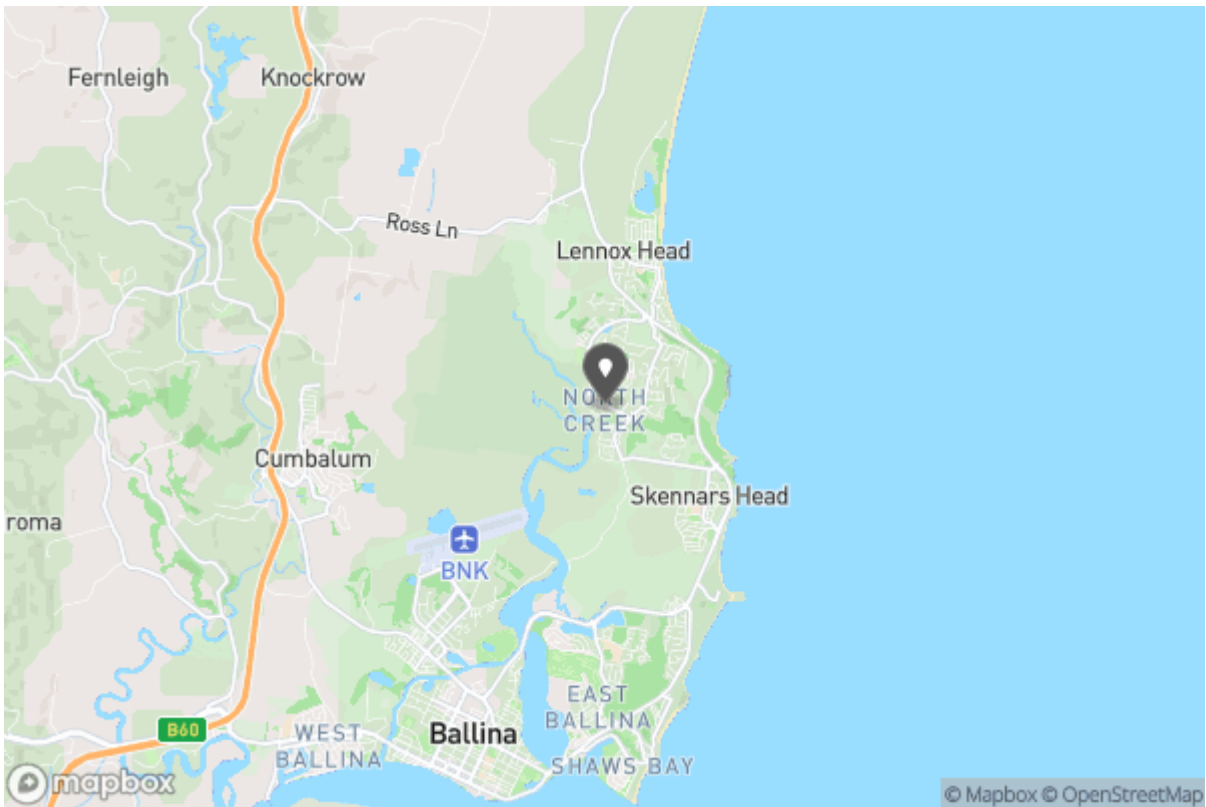 Fernleigh
Knockrow
Ross Ln
Lennox Head
NORTH
CREEK
Cumbalum
Skennars Head
roma
BNK
EAST
BALLINA
B60
WEST
BALLINA
Ballina
SHAWS BAY
mapbox
© Mapbox © OpenStreetMap